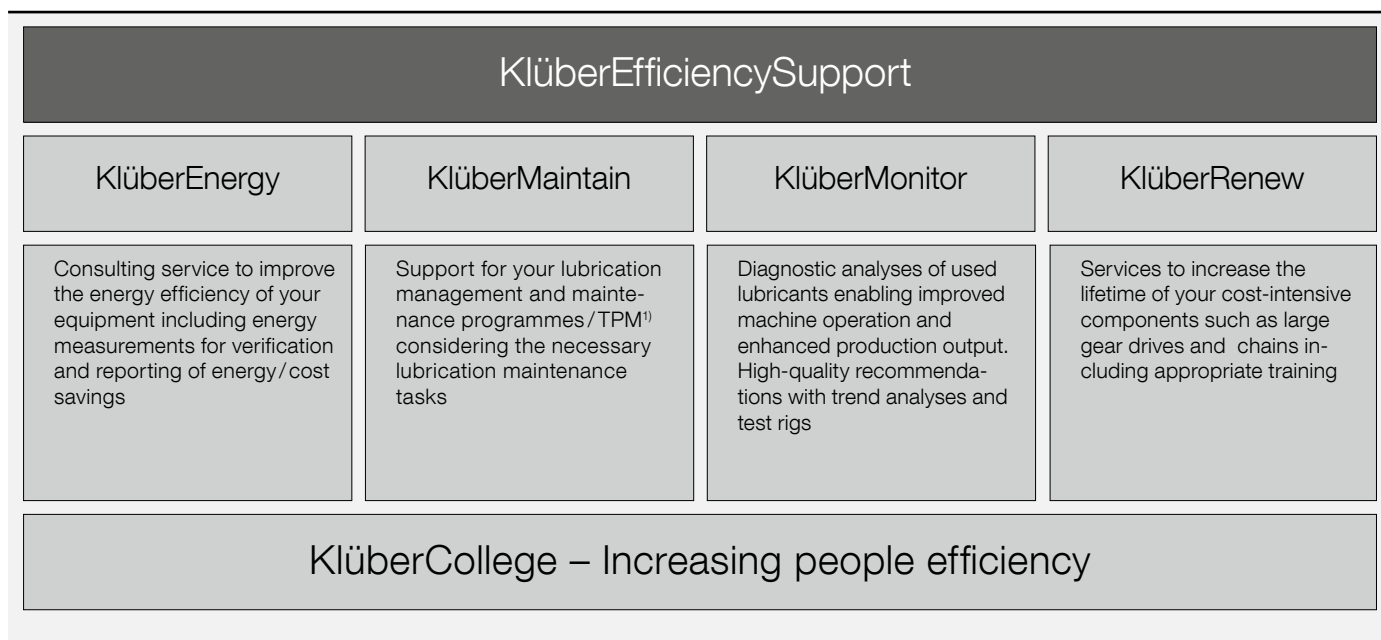 KlüberEfficiencySupport
KlüberEnergy
Consulting service to improve
the energy efficiency of your
equipment including energy
measurements for verification
and reporting of energy/cost
savings
KlüberMaintain
Support for your lubrication
management and mainte-
nance programmes/TPM¹⁾
considering the necessary
lubrication maintenance
tasks
KlüberMonitor
Diagnostic analyses of used
lubricants enabling improved
machine operation and
enhanced production output.
High-quality recommenda-
tions with trend analyses and
test rigs
KlüberRenew
Services to increase the
lifetime of your cost-intensive
components such as large
gear drives and chains in-
cluding appropriate training
KlüberCollege – Increasing people efficiency